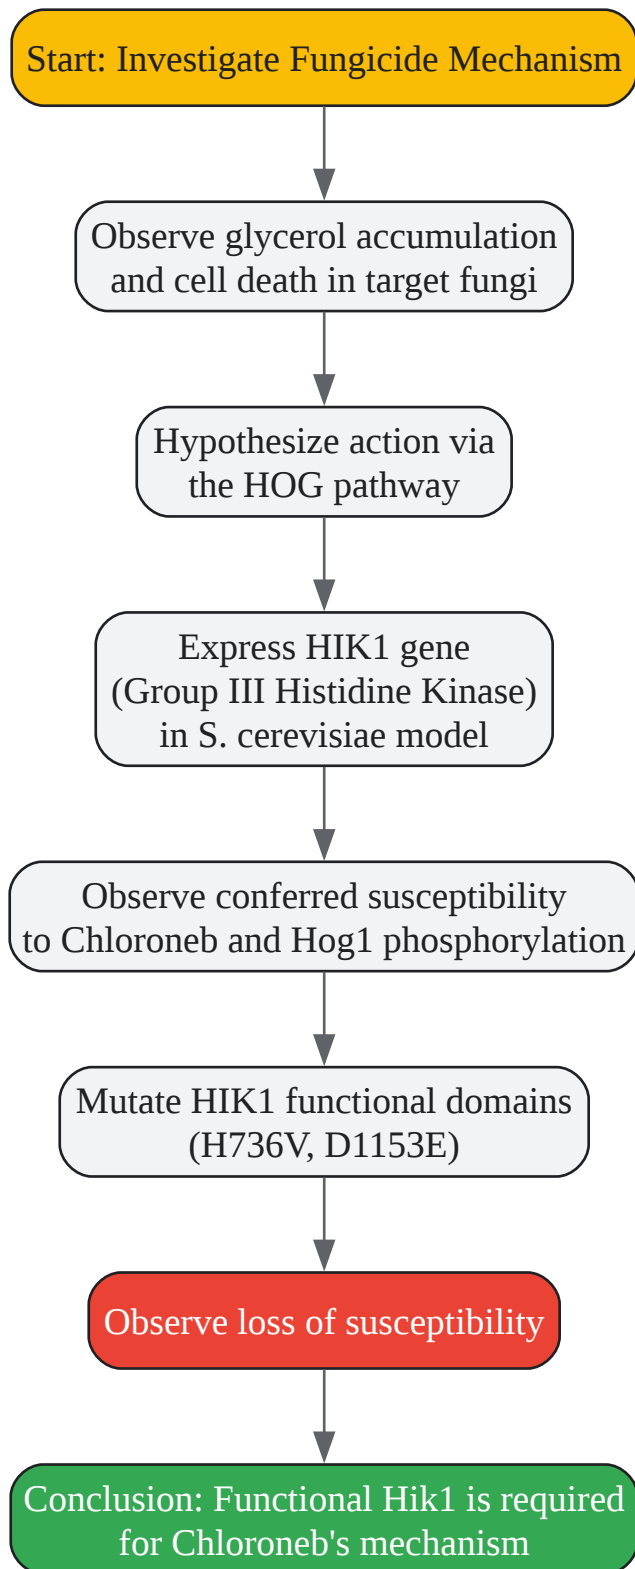 Start: Investigate Fungicide Mechanism
Observe glycerol accumulation
and cell death in target fungi
Hypothesize action via
the HOG pathway
Express HIK1 gene
(Group III Histidine Kinase)
in S. cerevisiae model
Observe conferred susceptibility
to Chloroneb and Hog1 phosphorylation
Mutate HIK1 functional domains
(H736V, D1153E)
Observe loss of susceptibility
Conclusion: Functional Hik1 is required
for Chloroneb's mechanism